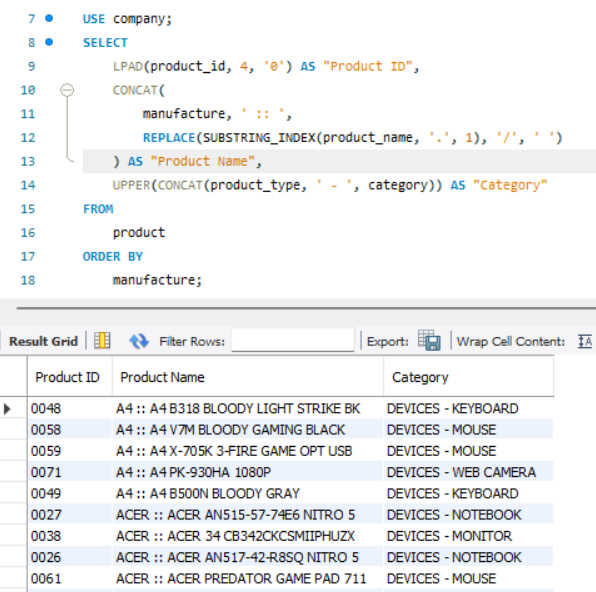 7 USE company;
8 SELECT
9 LPAD(product_id, 4, '0') AS "Product ID",
10 CONCAT(
11 manufacture, ' :: ',
12 REPLACE(SUBSTRING_INDEX(product_name, '.', 1), '/', ' ')
13 ) AS "Product Name",
14 UPPER(CONCAT(product_type, ' - ', category)) AS "Category"
15 FROM
16 product
17 ORDER BY
18 manufacture;
Result Grid Filter Rows: Export: Wrap Cell Content: IA
Product ID Product Name Category
0048 A4 :: A4 B318 BLOODY LIGHT STRIKE BK DEVICES - KEYBOARD
0058 A4 :: A4 V7M BLOODY GAMING BLACK DEVICES - MOUSE
0059 A4 :: A4 X-705K 3-FIRE GAME OPT USB DEVICES - MOUSE
0071 A4 :: A4 PK-930HA 1080P DEVICES - WEB CAMERA
0049 A4 :: A4 B500N BLOODY GRAY DEVICES - KEYBOARD
0027 ACER :: ACER AN515-57-74E6 NITRO 5 DEVICES - NOTEBOOK
0038 ACER :: ACER 34 CB342CKCSMIIPHUZX DEVICES - MONITOR
0026 ACER :: ACER AN517-42-R8SQ NITRO 5 DEVICES - NOTEBOOK
0061 ACER :: ACER PREDATOR GAME PAD 711 DEVICES - MOUSE